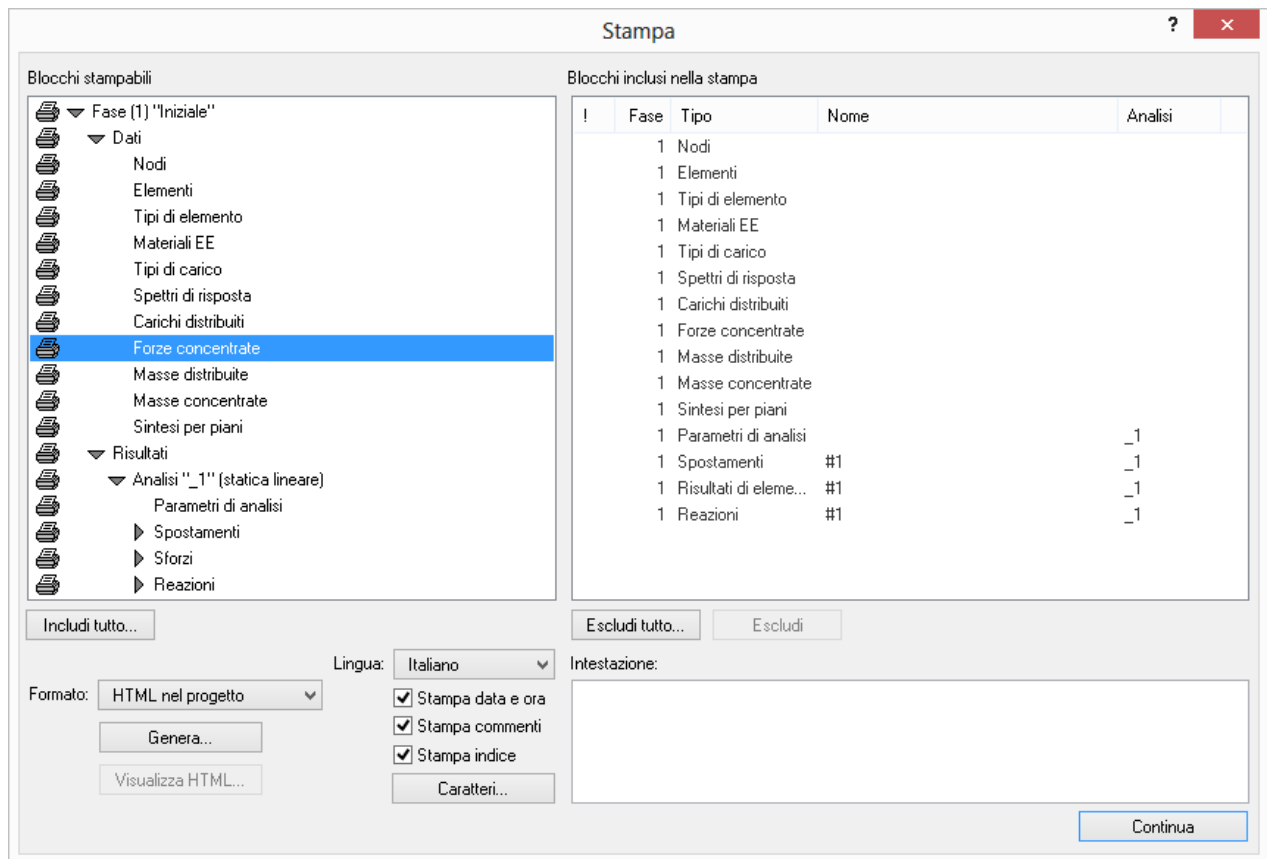 Stampa
?
Blocchi stampabili
Fase (1) "Iniziale"
Dati
Nodi
Elementi
Tipi di elemento
Materiali EE
Tipi di carico
Spettri di risposta
Carichi distribuiti
Forze concentrate
Masse distribuite
Masse concentrate
Sintesi per piani
Risultati
Analisi "_1" (statica lineare)
Parametri di analisi
Spostamenti
Sforzi
Reazioni
Includi tutto...
Blocchi inclusi nella stampa
! Fase Tipo Nome Analisi
1 Nodi
1 Elementi
1 Tipi di elemento
1 Materiali EE
1 Tipi di carico
1 Spettri di risposta
1 Carichi distribuiti
1 Forze concentrate
1 Masse distribuite
1 Masse concentrate
1 Sintesi per piani
1 Parametri di analisi _1
1 Spostamenti #1 _1
1 Risultati di eleme... #1 _1
1 Reazioni #1 _1
Escludi tutto... Escludi
Lingua: Italiano
Formato: HTML nel progetto
Genera...
Visualizza HTML...
Stampa data e ora
Stampa commenti
Stampa indice
Caratteri...
Intestazione:
Continua